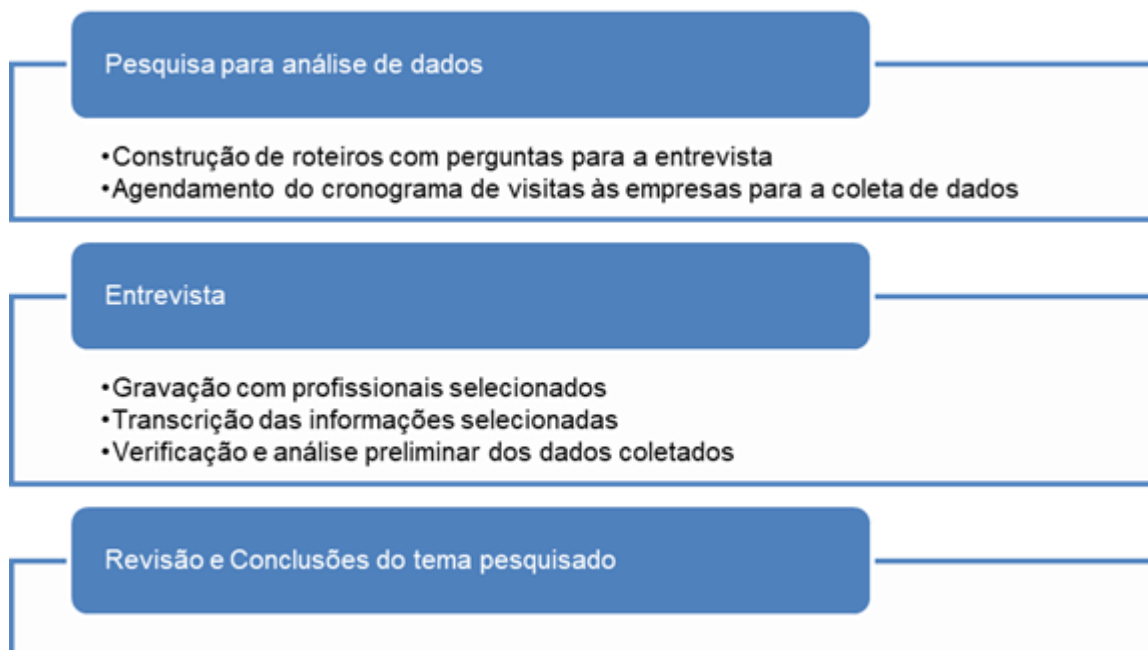 Pesquisa para análise de dados
•Construção de roteiros com perguntas para a entrevista
•Agendamento do cronograma de visitas às empresas para a coleta de dados
Entrevista
•Gravação com profissionais selecionados
•Transcrição das informações selecionadas
•Verificação e análise preliminar dos dados coletados
Revisão e Conclusões do tema pesquisado